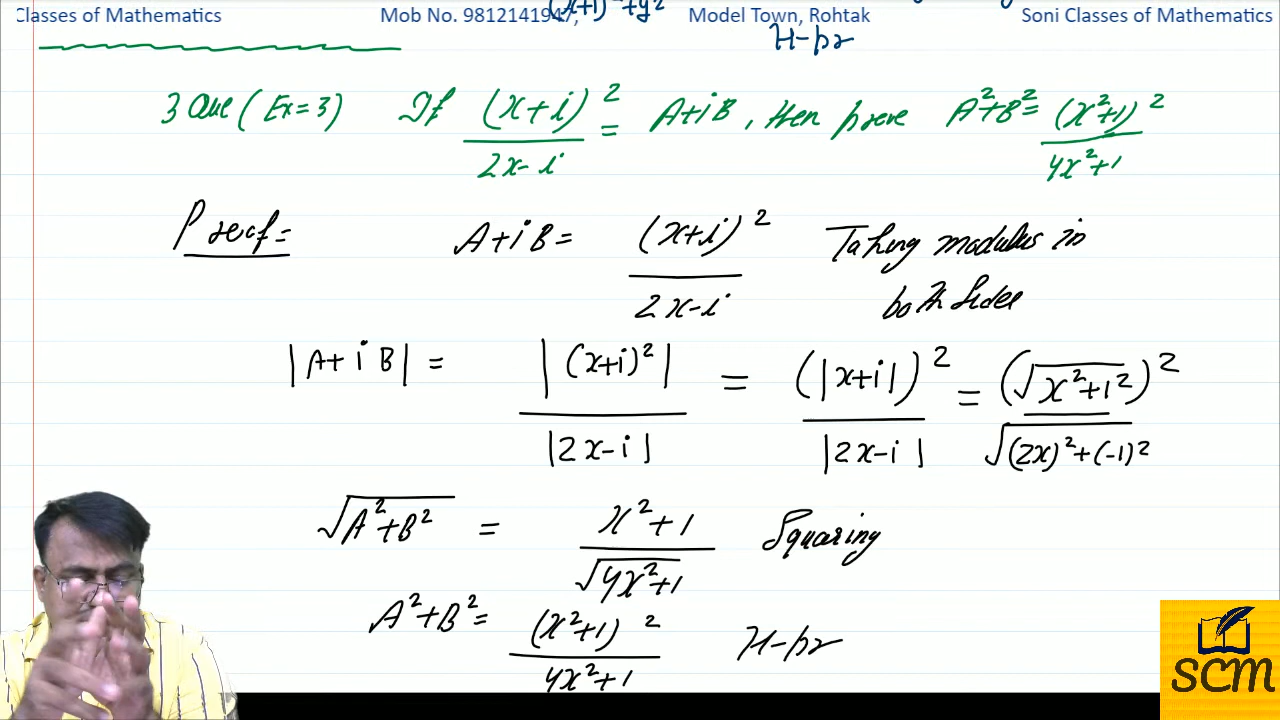 Classes of Mathematics Mob No. 9812141947, Model Town, Rohtak Soni Classes of Mathematics
(x+1)² + y²
H-pr
3 Que (Ex=3) If (x+i)²/(2x-i) = A+iB, then prove A²+B² = (x²+1)²/(4x²+1)
Proof= A+iB = (x+i)²/(2x-i) Taking modulus in
both sides
|A+iB| = |(x+i)²|/|2x-i| = (|x+i|)²/|2x-i| = (√(x²+1²))²/√((2x)²+(-1)²)
√(A²+B²) = (x²+1)/√(4x²+1) Squaring
A²+B² = (x²+1)²/(4x²+1) H-pr
SCM